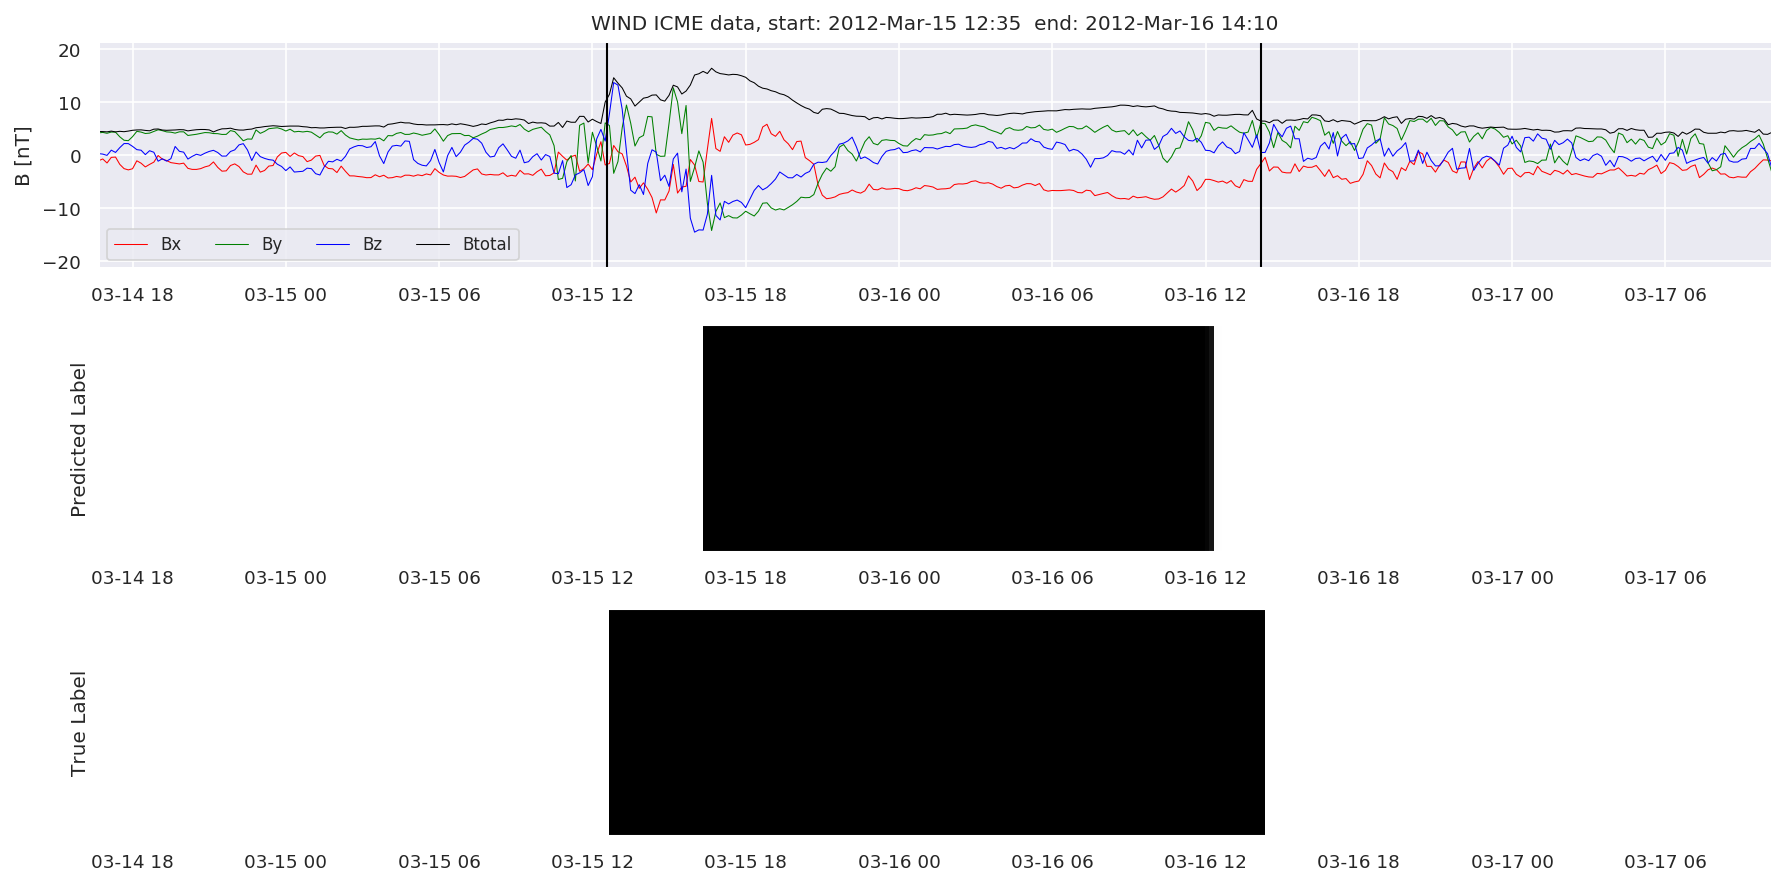 WIND ICME data, start: 2012-Mar-15 12:35  end: 2012-Mar-16 14:10
B [nT]
20
10
0
−10
−20
Bx By Bz Btotal
03-14 18 03-15 00 03-15 06 03-15 12 03-15 18 03-16 00 03-16 06 03-16 12 03-16 18 03-17 00 03-17 06
Predicted Label
03-14 18 03-15 00 03-15 06 03-15 12 03-15 18 03-16 00 03-16 06 03-16 12 03-16 18 03-17 00 03-17 06
True Label
03-14 18 03-15 00 03-15 06 03-15 12 03-15 18 03-16 00 03-16 06 03-16 12 03-16 18 03-17 00 03-17 06